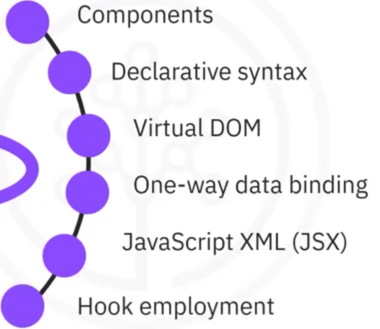 Components
Declarative syntax
Virtual DOM
One-way data binding
JavaScript XML (JSX)
Hook employment